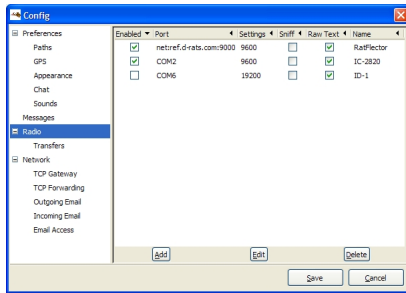 Config
Preferences
Paths
GPS
Appearance
Chat
Sounds
Messages
Radio
Transfers
Network
TCP Gateway
TCP Forwarding
Outgoing Email
Incoming Email
Email Access
Enabled Port Settings Sniff Raw Text Name
net:ref.d-rats.com:9000 9600 RatFlector
COM2 9600 IC-2820
COM6 19200 ID-1
Add Edit Delete
Save Cancel